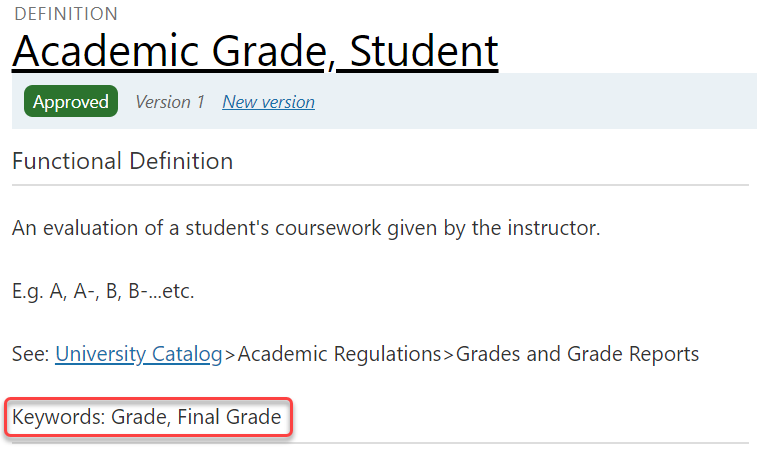 DEFINITION
Academic Grade, Student
Approved Version 1 New version
Functional Definition
An evaluation of a student's coursework given by the instructor.
E.g. A, A-, B, B-...etc.
See: University Catalog>Academic Regulations>Grades and Grade Reports
Keywords: Grade, Final Grade